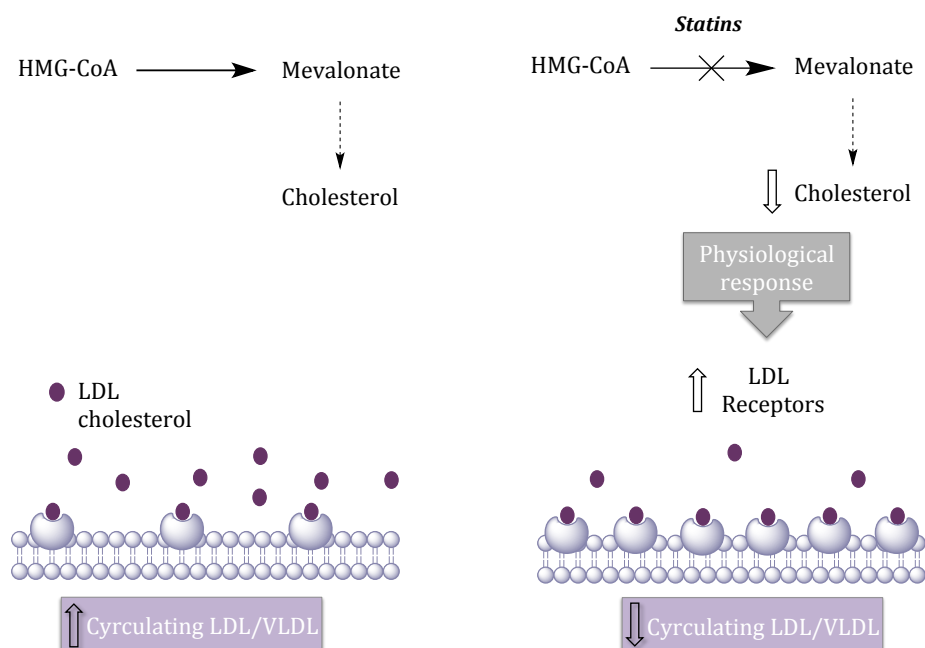 HMG-CoA
Mevalonate
Cholesterol
LDL
cholesterol
Cyrculating LDL/VLDL
Statins
HMG-CoA
Mevalonate
Cholesterol
Physiological
response
LDL
Receptors
Cyrculating LDL/VLDL